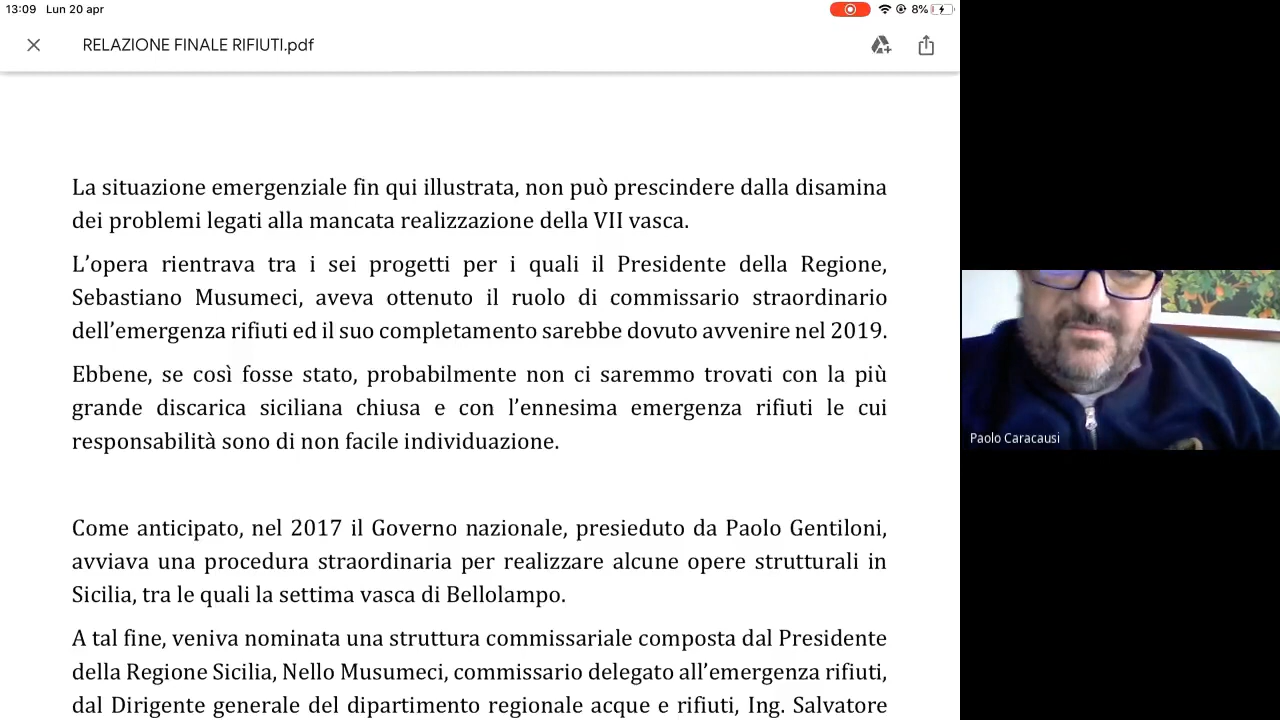 13:09 Lun 20 apr
8%
RELAZIONE FINALE RIFIUTI.pdf
La situazione emergenziale fin qui illustrata, non può prescindere dalla disamina
dei problemi legati alla mancata realizzazione della VII vasca.
L’opera rientrava tra i sei progetti per i quali il Presidente della Regione,
Sebastiano Musumeci, aveva ottenuto il ruolo di commissario straordinario
dell’emergenza rifiuti ed il suo completamento sarebbe dovuto avvenire nel 2019.
Ebbene, se così fosse stato, probabilmente non ci saremmo trovati con la più
grande discarica siciliana chiusa e con l’ennesima emergenza rifiuti le cui
responsabilità sono di non facile individuazione.
Come anticipato, nel 2017 il Governo nazionale, presieduto da Paolo Gentiloni,
avviava una procedura straordinaria per realizzare alcune opere strutturali in
Sicilia, tra le quali la settima vasca di Bellolampo.
A tal fine, veniva nominata una struttura commissariale composta dal Presidente
della Regione Sicilia, Nello Musumeci, commissario delegato all’emergenza rifiuti,
dal Dirigente generale del dipartimento regionale acque e rifiuti, Ing. Salvatore
Paolo Caracausi